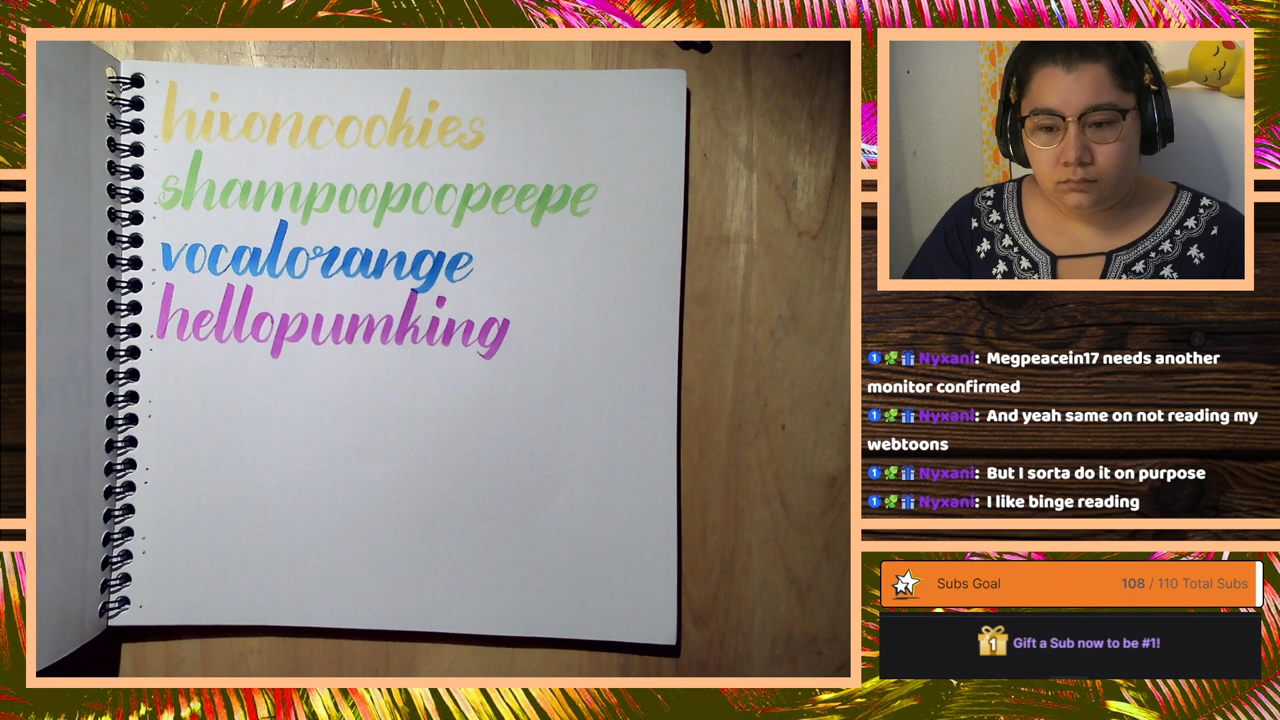 hixoncookies
shampoopoopeepe
vocalorange
hellopumking
Nyxani: Megpeacein17 needs another
monitor confirmed
Nyxani: And yeah same on not reading my
webtoons
Nyxani: But I sorta do it on purpose
Nyxani: I like binge reading
Subs Goal 108 / 110 Total Subs
1 Gift a Sub now to be #1!